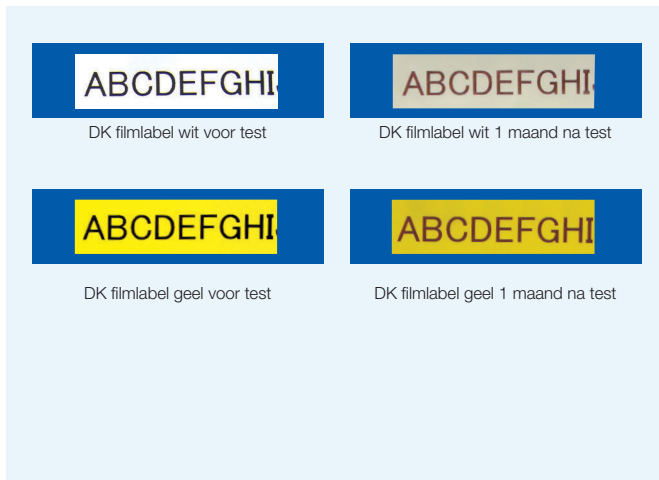 ABCDEFGHI
ABCDEFGHI
DK filmlabel wit voor test
DK filmlabel wit 1 maand na test
ABCDEFGHI
ABCDEFGHI
DK filmlabel geel voor test
DK filmlabel geel 1 maand na test